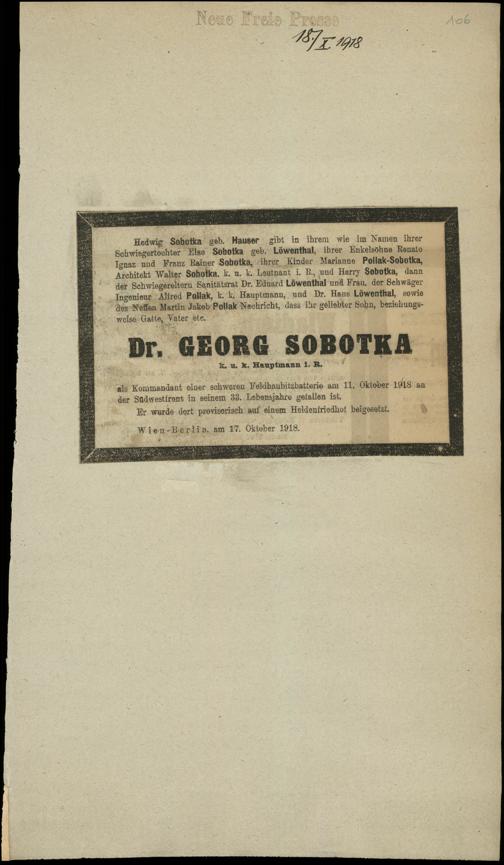 Neue Freie Presse
106
18./X 1918
Hedwig Sobotka geb. Hauser gibt in ihrem wie im Namen ihrer
Schwiegertochter Else Sobotka geb. Löwenthal, ihrer Enkelsöhne Renato
Ignaz und Franz Rainer Sobotka, ihrer Kinder Marianne Pollak-Sobotka,
Architekt Walter Sobotka, k. u. k. Leutnant i. R., und Harry Sobotka, dann
der Schwiegereltern Sanitätsrat Dr. Eduard Löwenthal und Frau, der Schwäger
Ingenieur Alfred Pollak, k. k. Hauptmann, und Dr. Hans Löwenthal, sowie
des Neffen Martin Jakob Pollak Nachricht, dass ihr geliebter Sohn, beziehungs-
weise Gatte, Vater etc.
Dr. GEORG SOBOTKA
k. u. k. Hauptmann i. R.
als Kommandant einer schweren Feldhaubitzbatterie am 11. Oktober 1918 an
der Südwestfront in seinem 33. Lebensjahre gefallen ist.
Er wurde dort provisorisch auf einem Heldenfriedhof beigesetzt.
Wien-Berlin, am 17. Oktober 1918.